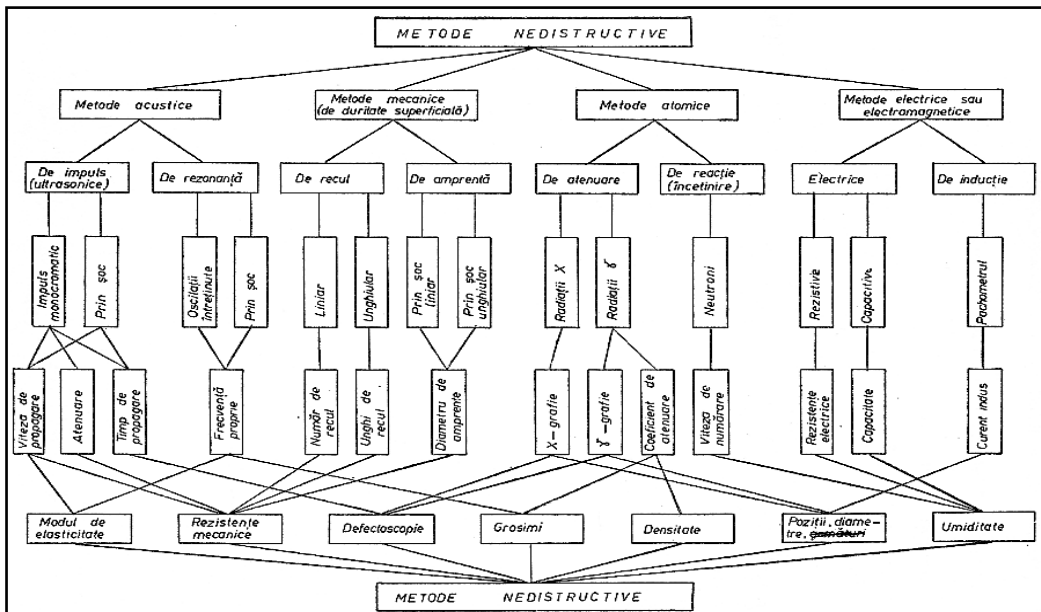 METODE NEDISTRUCTIVE
Metode acustice
Metode mecanice
(de duritate superficială)
Metode atomice
Metode electrice sau
electromagnetice
De impuls
(ultrasonice)
De rezonanță
De recul
De amprentă
De atenuare
De reacție
(încetinire)
Electrice
De inducție
Impuls
monocromatic
Prin șoc
Oscilații
întreținute
Prin șoc
Liniar
Unghiular
Prin șoc
liniar
Prin șoc
unghiular
Radiații X
Radiații ɣ
Neutroni
Rezistivie
Capacitive
Pachometrul
Viteza de
propagare
Atenuare
Timp de
propagare
Frecvență
proprie
Număr de
recul
Unghi de
recul
Diametru de
amprente
X-grafie
ɣ-grafie
Coeficient de
atenuare
Viteza de
numărare
Rezistențe
electrice
Capacitate
Curent indus
Modul de
elasticitate
Rezistențe
mecanice
Defectoscopie
Grosimi
Densitate
Poziții, diame-
tre, armături
Umiditate
METODE NEDISTRUCTIVE